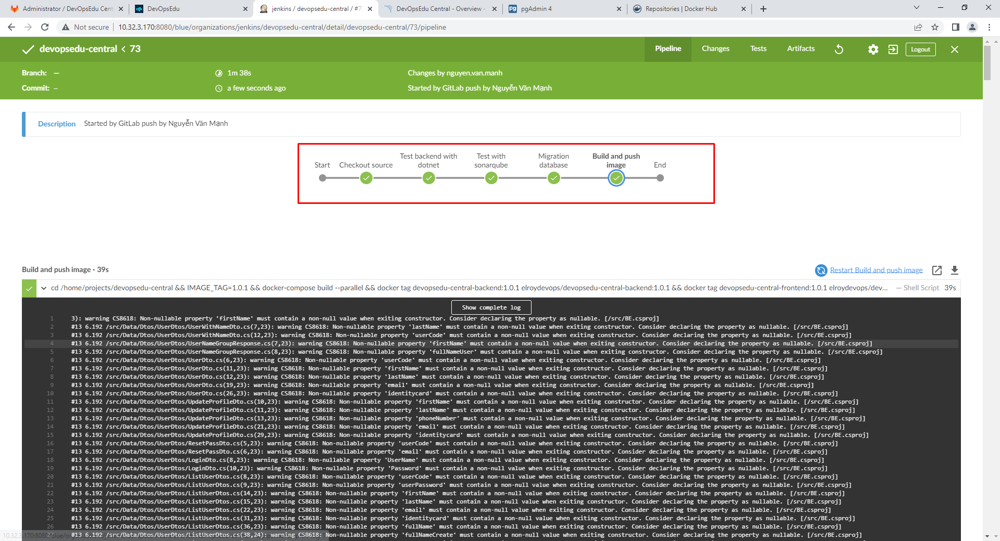 Administrator / DevOpsEdu Cent
DevOpsEdu
jenkins / devopsedu-central / #73
DevOpsEdu Central - Overview -
pgAdmin 4
Repositories | Docker Hub
Not secure
10.32.3.170:8080/blue/organizations/jenkins/devopsedu-central/detail/devopsedu-central/73/pipeline
devopsedu-central < 73
Pipeline
Changes
Tests
Artifacts
Logout
Branch: —
1m 38s
Changes by nguyen.van.manh
Commit: —
a few seconds ago
Started by GitLab push by Nguyễn Văn Mạnh
Description Started by GitLab push by Nguyễn Văn Mạnh
Start
Checkout source
Test backend with
dotnet
Test with
sonarqube
Migration
database
Build and push
image
End
Build and push image - 39s
Restart Build and push image
cd /home/projects/devopsedu-central && IMAGE_TAG=1.0.1 && docker-compose build --parallel && docker tag devopsedu-central-backend:1.0.1 elroydevops/devopsedu-central-backend:1.0.1 && docker tag devopsedu-central-frontend:1.0.1 elroydevops/dev... — Shell Script 39s
Show complete log
1 3): warning CS8618: Non-nullable property 'firstName' must contain a non-null value when exiting constructor. Consider declaring the property as nullable. [/src/BE.csproj]
2 #13 6.192 /src/Data/Dtos/UserDtos/UserWithNameDto.cs(7,23): warning CS8618: Non-nullable property 'lastName' must contain a non-null value when exiting constructor. Consider declaring the property as nullable. [/src/BE.csproj]
3 #13 6.192 /src/Data/Dtos/UserDtos/UserWithNameDto.cs(12,23): warning CS8618: Non-nullable property 'userCode' must contain a non-null value when exiting constructor. Consider declaring the property as nullable. [/src/BE.csproj]
4 #13 6.192 /src/Data/Dtos/UserDtos/UserNameGroupResponse.cs(7,23): warning CS8618: Non-nullable property 'firstName' must contain a non-null value when exiting constructor. Consider declaring the property as nullable. [/src/BE.csproj]
5 #13 6.192 /src/Data/Dtos/UserDtos/UserNameGroupResponse.cs(8,23): warning CS8618: Non-nullable property 'fullNameUser' must contain a non-null value when exiting constructor. Consider declaring the property as nullable. [/src/BE.csproj]
6 #13 6.192 /src/Data/Dtos/UserDtos/UserDto.cs(6,23): warning CS8618: Non-nullable property 'userCode' must contain a non-null value when exiting constructor. Consider declaring the property as nullable. [/src/BE.csproj]
7 #13 6.192 /src/Data/Dtos/UserDtos/UserDto.cs(11,23): warning CS8618: Non-nullable property 'firstName' must contain a non-null value when exiting constructor. Consider declaring the property as nullable. [/src/BE.csproj]
8 #13 6.192 /src/Data/Dtos/UserDtos/UserDto.cs(12,23): warning CS8618: Non-nullable property 'lastName' must contain a non-null value when exiting constructor. Consider declaring the property as nullable. [/src/BE.csproj]
9 #13 6.192 /src/Data/Dtos/UserDtos/UserDto.cs(19,23): warning CS8618: Non-nullable property 'email' must contain a non-null value when exiting constructor. Consider declaring the property as nullable. [/src/BE.csproj]
10 #13 6.192 /src/Data/Dtos/UserDtos/UserDto.cs(26,23): warning CS8618: Non-nullable property 'identitycard' must contain a non-null value when exiting constructor. Consider declaring the property as nullable. [/src/BE.csproj]
11 #13 6.192 /src/Data/Dtos/UserDtos/UpdateProfileDto.cs(10,23): warning CS8618: Non-nullable property 'firstName' must contain a non-null value when exiting constructor. Consider declaring the property as nullable. [/src/BE.csproj]
12 #13 6.192 /src/Data/Dtos/UserDtos/UpdateProfileDto.cs(11,23): warning CS8618: Non-nullable property 'lastName' must contain a non-null value when exiting constructor. Consider declaring the property as nullable. [/src/BE.csproj]
13 #13 6.192 /src/Data/Dtos/UserDtos/UpdateProfileDto.cs(13,23): warning CS8618: Non-nullable property 'phoneNumber' must contain a non-null value when exiting constructor. Consider declaring the property as nullable. [/src/BE.csproj]
14 #13 6.192 /src/Data/Dtos/UserDtos/UpdateProfileDto.cs(21,23): warning CS8618: Non-nullable property 'email' must contain a non-null value when exiting constructor. Consider declaring the property as nullable. [/src/BE.csproj]
15 #13 6.192 /src/Data/Dtos/UserDtos/UpdateProfileDto.cs(29,23): warning CS8618: Non-nullable property 'identitycard' must contain a non-null value when exiting constructor. Consider declaring the property as nullable. [/src/BE.csproj]
16 #13 6.192 /src/Data/Dtos/UserDtos/ResetPassDto.cs(5,23): warning CS8618: Non-nullable property 'userCode' must contain a non-null value when exiting constructor. Consider declaring the property as nullable. [/src/BE.csproj]
17 #13 6.192 /src/Data/Dtos/UserDtos/ResetPassDto.cs(6,23): warning CS8618: Non-nullable property 'email' must contain a non-null value when exiting constructor. Consider declaring the property as nullable. [/src/BE.csproj]
18 #13 6.192 /src/Data/Dtos/UserDtos/LoginDto.cs(8,23): warning CS8618: Non-nullable property 'UserName' must contain a non-null value when exiting constructor. Consider declaring the property as nullable. [/src/BE.csproj]
19 #13 6.192 /src/Data/Dtos/UserDtos/LoginDto.cs(10,23): warning CS8618: Non-nullable property 'Password' must contain a non-null value when exiting constructor. Consider declaring the property as nullable. [/src/BE.csproj]
20 #13 6.192 /src/Data/Dtos/UserDtos/ListUserDtos.cs(8,23): warning CS8618: Non-nullable property 'userCode' must contain a non-null value when exiting constructor. Consider declaring the property as nullable. [/src/BE.csproj]
21 #13 6.192 /src/Data/Dtos/UserDtos/ListUserDtos.cs(9,23): warning CS8618: Non-nullable property 'userPassword' must contain a non-null value when exiting constructor. Consider declaring the property as nullable. [/src/BE.csproj]
22 #13 6.192 /src/Data/Dtos/UserDtos/ListUserDtos.cs(14,23): warning CS8618: Non-nullable property 'firstName' must contain a non-null value when exiting constructor. Consider declaring the property as nullable. [/src/BE.csproj]
23 #13 6.192 /src/Data/Dtos/UserDtos/ListUserDtos.cs(15,23): warning CS8618: Non-nullable property 'lastName' must contain a non-null value when exiting constructor. Consider declaring the property as nullable. [/src/BE.csproj]
24 #13 6.192 /src/Data/Dtos/UserDtos/ListUserDtos.cs(22,23): warning CS8618: Non-nullable property 'email' must contain a non-null value when exiting constructor. Consider declaring the property as nullable. [/src/BE.csproj]
25 #13 6.192 /src/Data/Dtos/UserDtos/ListUserDtos.cs(31,23): warning CS8618: Non-nullable property 'identitycard' must contain a non-null value when exiting constructor. Consider declaring the property as nullable. [/src/BE.csproj]
26 #13 6.192 /src/Data/Dtos/UserDtos/ListUserDtos.cs(36,23): warning CS8618: Non-nullable property 'fullName' must contain a non-null value when exiting constructor. Consider declaring the property as nullable. [/src/BE.csproj]
#13 6.192 /src/Data/Dtos/UserDtos/ListUserDtos.cs(38,24): warning CS8618: Non-nullable property 'fullNameCreate' must contain a non-null value when exiting constructor. Consider declaring the property as nullable. [/src/BE.csproj]